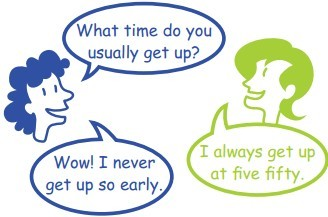 What time do you
usually get up?
I always get up
at five fifty.
Wow! I never
get up so early.